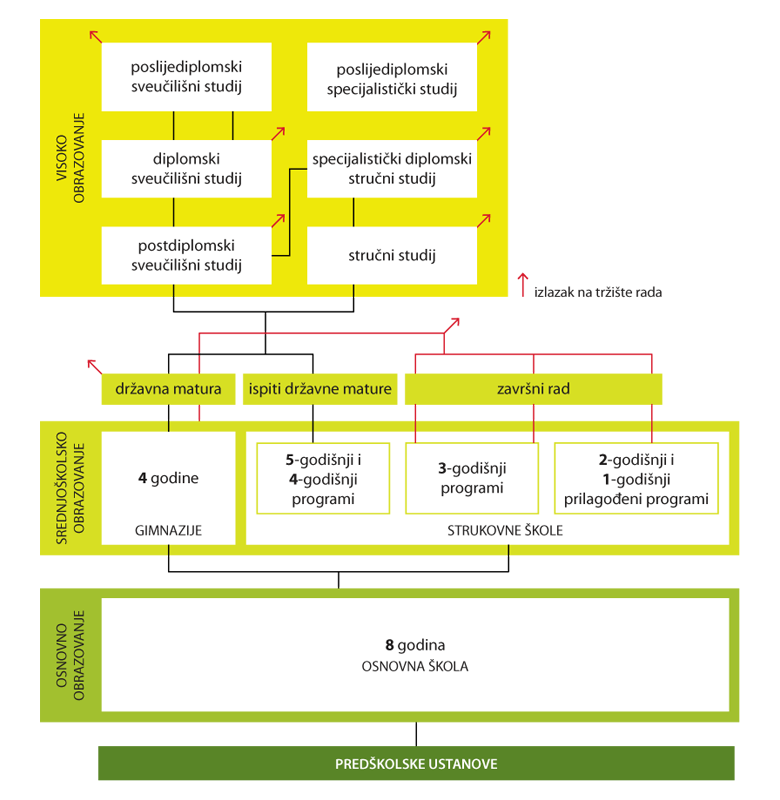 VISOKO
OBRAZOVANJE
poslijediplomski
sveučilišni studij
poslijediplomski
specijalistički studij
diplomski
sveučilišni studij
specijalistički diplomski
stručni studij
postdiplomski
sveučilišni studij
stručni studij
izlazak na tržište rada
državna matura
ispiti državne mature
završni rad
SREDNJOŠKOLSKO
OBRAZOVANJE
4 godine
GIMNAZIJE
5-godišnji i
4-godišnji
programi
3-godišnji
programi
2-godišnji i
1-godišnji
prilagođeni programi
STRUKOVNE ŠKOLE
OSNOVNO
OBRAZOVANJE
8 godina
OSNOVNA ŠKOLA
PREDŠKOLSKE USTANOVE